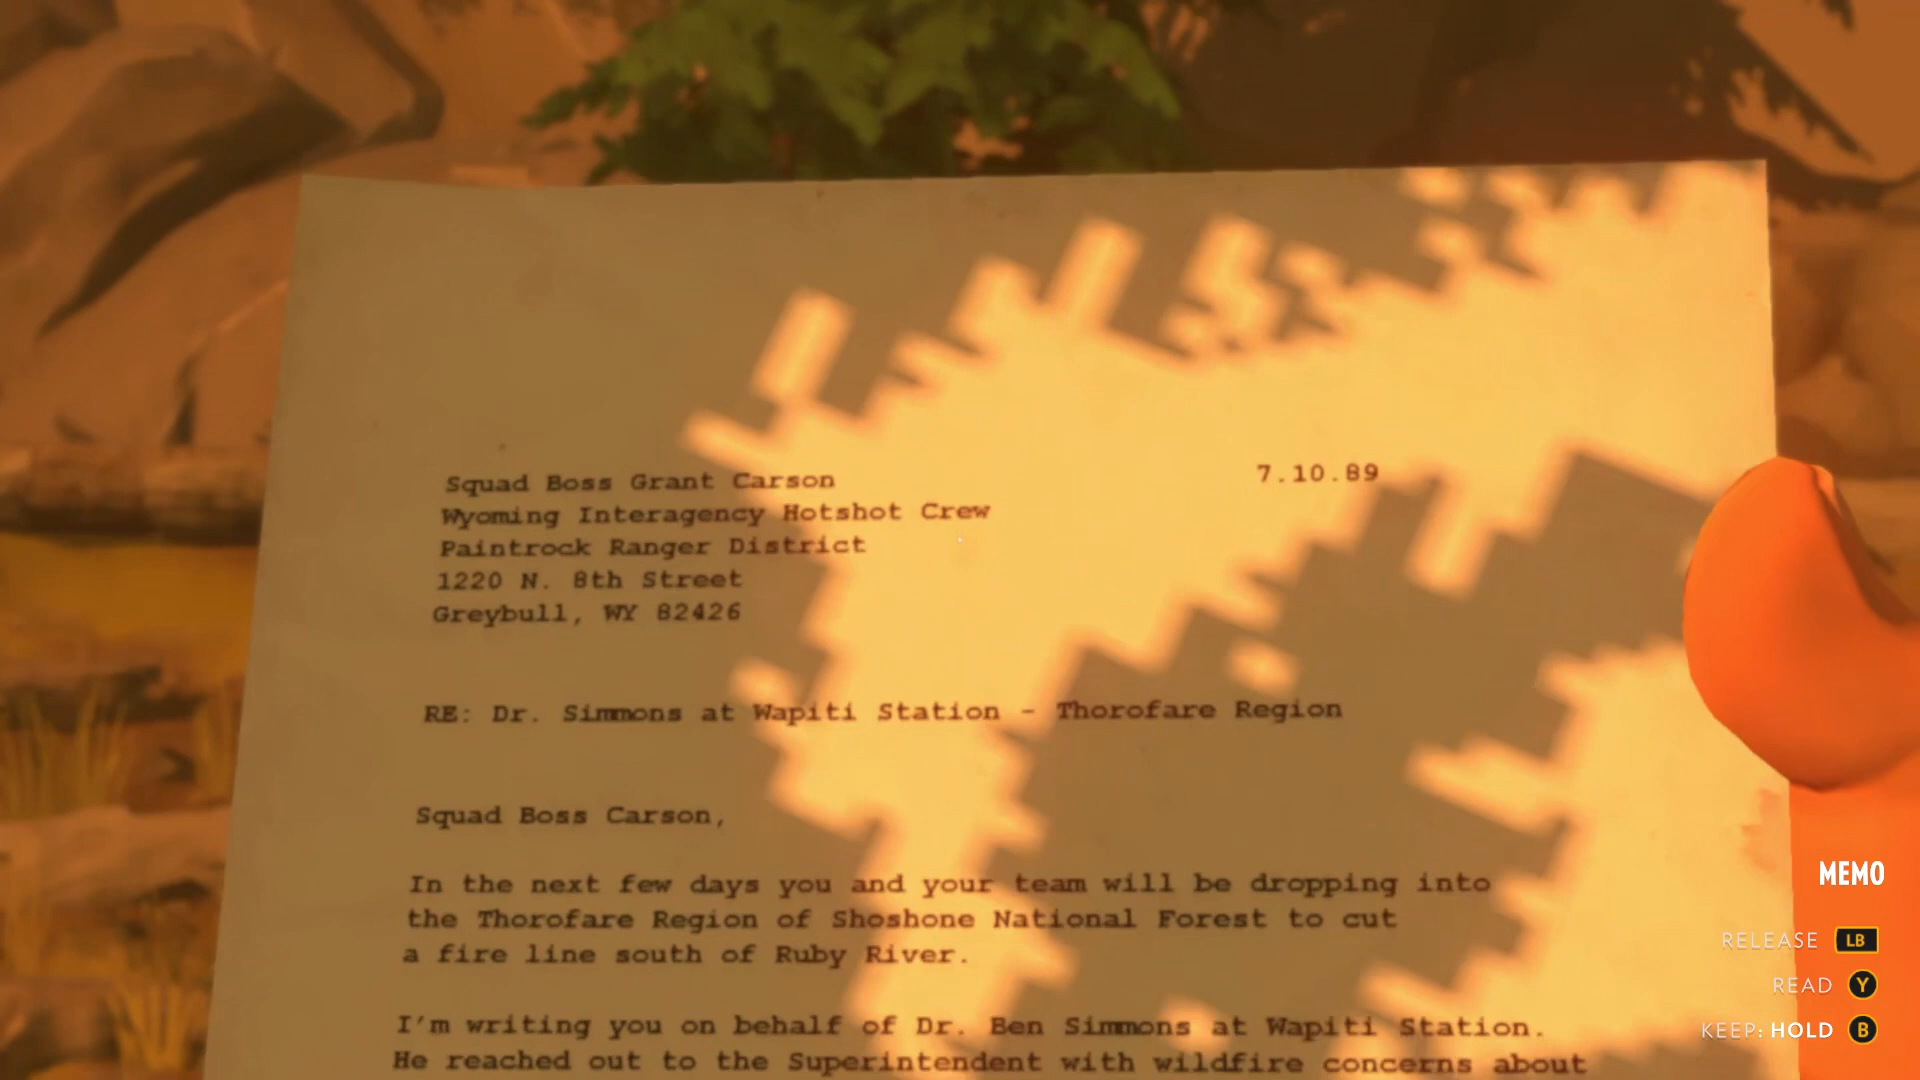 Squad Boss Grant Carson 7.10.89
Wyoming Interagency Hotshot Crew
Paintrock Ranger District
1220 N. 8th Street
Greybull, WY 82426
RE: Dr. Simmons at Wapiti Station - Thorofare Region
Squad Boss Carson,
In the next few days you and your team will be dropping into
the Thorofare Region of Shoshone National Forest to cut
a fire line south of Ruby River.
I'm writing you on behalf of Dr. Ben Simmons at Wapiti Station.
He reached out to the Superintendent with wildfire concerns about
MEMO
RELEASE LB
READ Y
KEEP: HOLD B